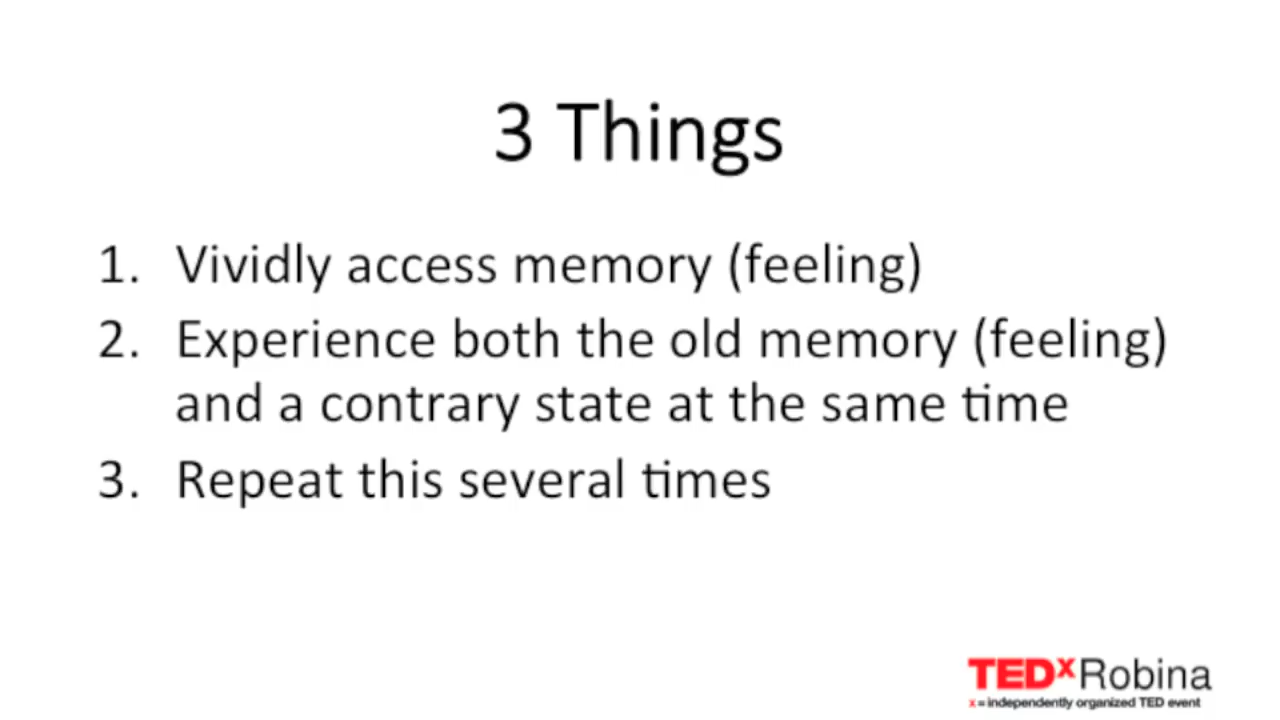 3 Things
1. Vividly access memory (feeling)
2. Experience both the old memory (feeling)
and a contrary state at the same time
3. Repeat this several times
TEDxRobina
x = independently organized TED event